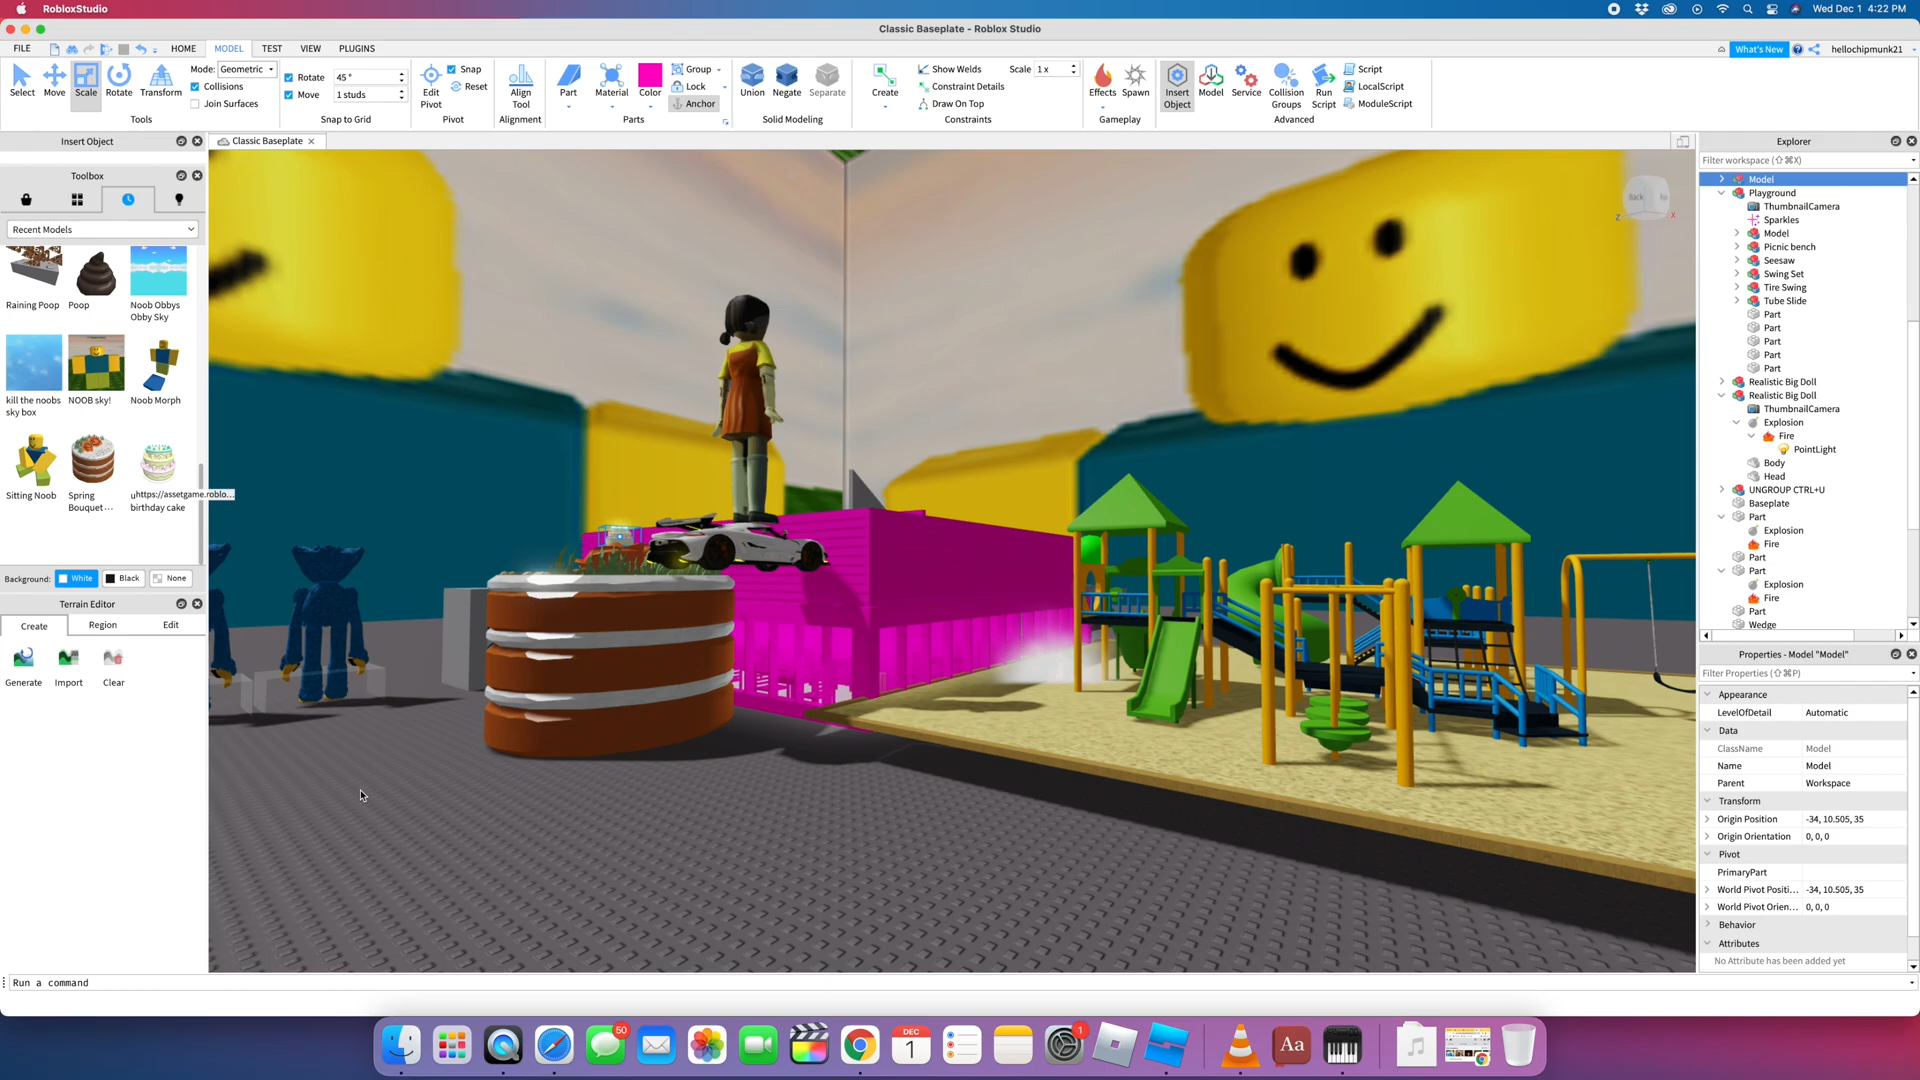 RobloxStudio
Wed Dec 1 4:22 PM
Classic Baseplate - Roblox Studio
FILE HOME MODEL TEST VIEW PLUGINS
What's New
hellochipmunk21
Select Move Scale Rotate Transform
Mode: Geometric
Collisions
Join Surfaces
Tools
Rotate 45 °
Move 1 studs
Snap to Grid
Edit Pivot
Snap
Reset
Pivot
Align Tool
Alignment
Part Material Color
Group
Lock
Anchor
Parts
Union Negate Separate
Solid Modeling
Create
Show Welds
Scale 1 x
Constraint Details
Draw On Top
Constraints
Effects Spawn
Gameplay
Insert Object
Model
Service
Collision Groups
Run Script
Script
LocalScript
ModuleScript
Advanced
Insert Object
Toolbox
Recent Models
Raining Poop
Poop
Noob Obbys Obby Sky
kill the noobs sky box
NOOB sky!
Noob Morph
Sitting Noob
Spring Bouquet...
uhttps://assetgame.roblo...
birthday cake
Background: White Black None
Terrain Editor
Create Region Edit
Generate Import Clear
Classic Baseplate
Back
Z
X
Explorer
Filter workspace (⇧⌘X)
Model
Playground
ThumbnailCamera
Sparkles
Model
Picnic bench
Seesaw
Swing Set
Tire Swing
Tube Slide
Part
Part
Part
Part
Part
Realistic Big Doll
Realistic Big Doll
ThumbnailCamera
Explosion
Fire
PointLight
Body
Head
UNGROUP CTRL+U
Baseplate
Part
Explosion
Fire
Part
Part
Explosion
Fire
Part
Wedge
Properties - Model "Model"
Filter Properties (⇧⌘P)
Appearance
LevelOfDetail Automatic
Data
ClassName Model
Name Model
Parent Workspace
Transform
Origin Position -34, 10.505, 35
Origin Orientation 0, 0, 0
Pivot
PrimaryPart
World Pivot Positi... -34, 10.505, 35
World Pivot Orien... 0, 0, 0
Behavior
Attributes
No Attribute has been added yet
Run a command
50
DEC
1
1
Aa